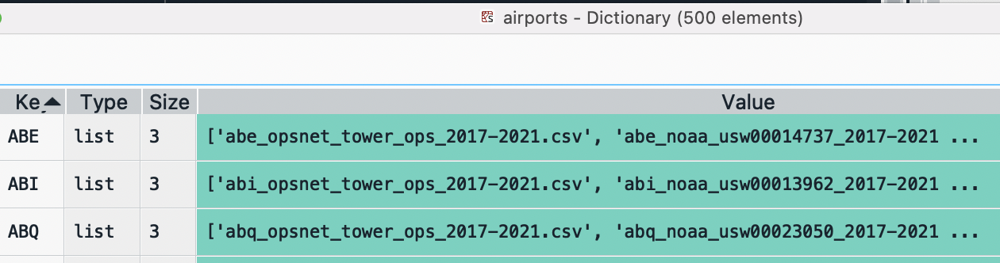 airports - Dictionary (500 elements)
Key Type Size Value
ABE list 3 ['abe_opsnet_tower_ops_2017-2021.csv', 'abe_noaa_usw00014737_2017-2021 ...
ABI list 3 ['abi_opsnet_tower_ops_2017-2021.csv', 'abi_noaa_usw00013962_2017-2021 ...
ABQ list 3 ['abq_opsnet_tower_ops_2017-2021.csv', 'abq_noaa_usw00023050_2017-2021 ...